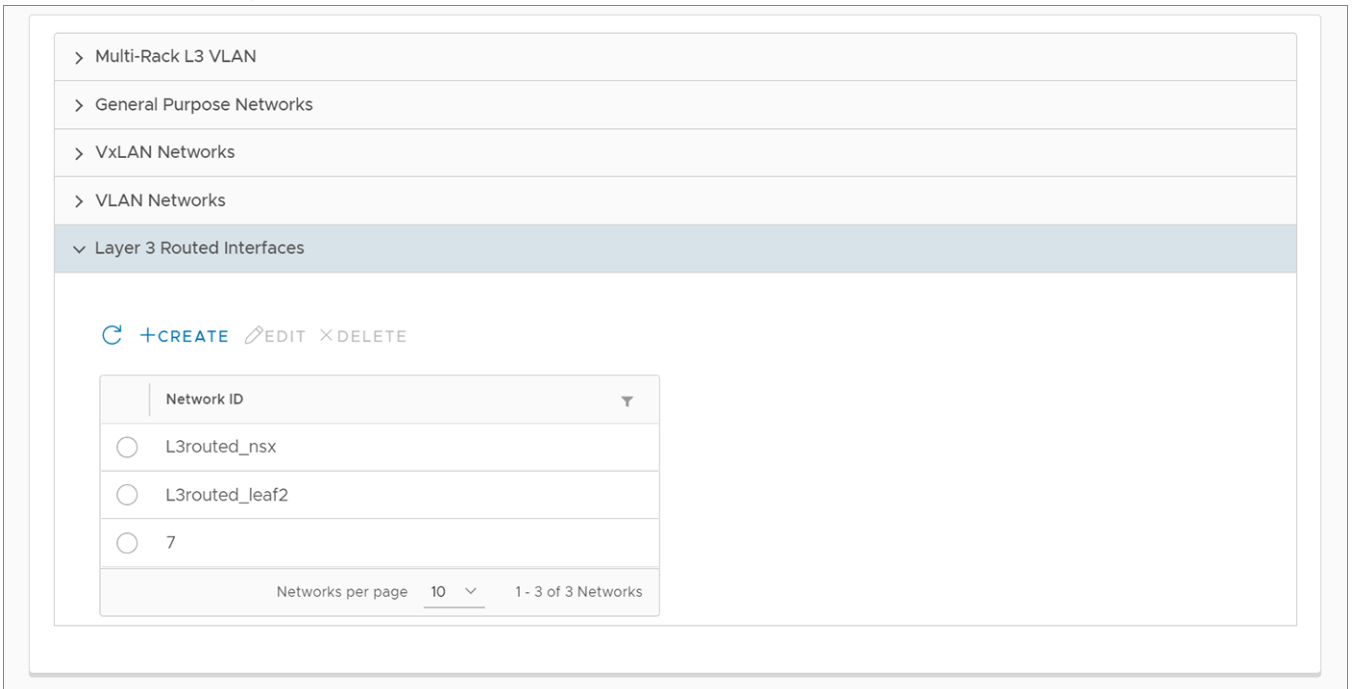 Multi-Rack L3 VLAN
General Purpose Networks
VxLAN Networks
VLAN Networks
Layer 3 Routed Interfaces
CREATE EDIT DELETE
Network ID
L3routed_nsx
L3routed_leaf2
7
Networks per page 10 1 - 3 of 3 Networks